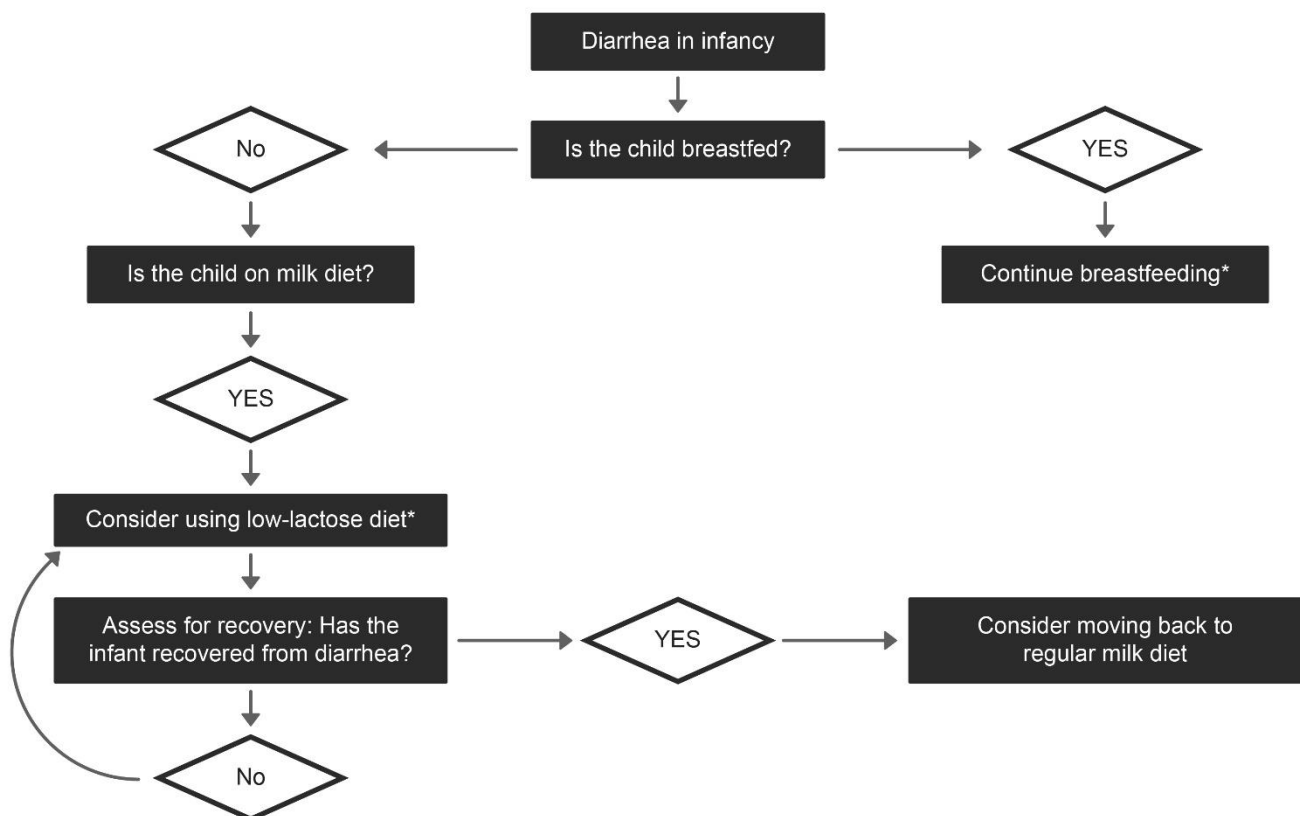 Diarrhea in infancy
No
Is the child breastfed?
YES
Is the child on milk diet?
Continue breastfeeding*
YES
Consider using low-lactose diet*
Assess for recovery: Has the
infant recovered from diarrhea?
YES
Consider moving back to
regular milk diet
No